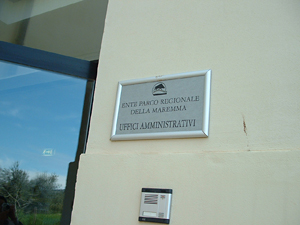 ENTE PARCO REGIONALE
DELLA MAREMMA
UFFICI AMMINISTRATIVI